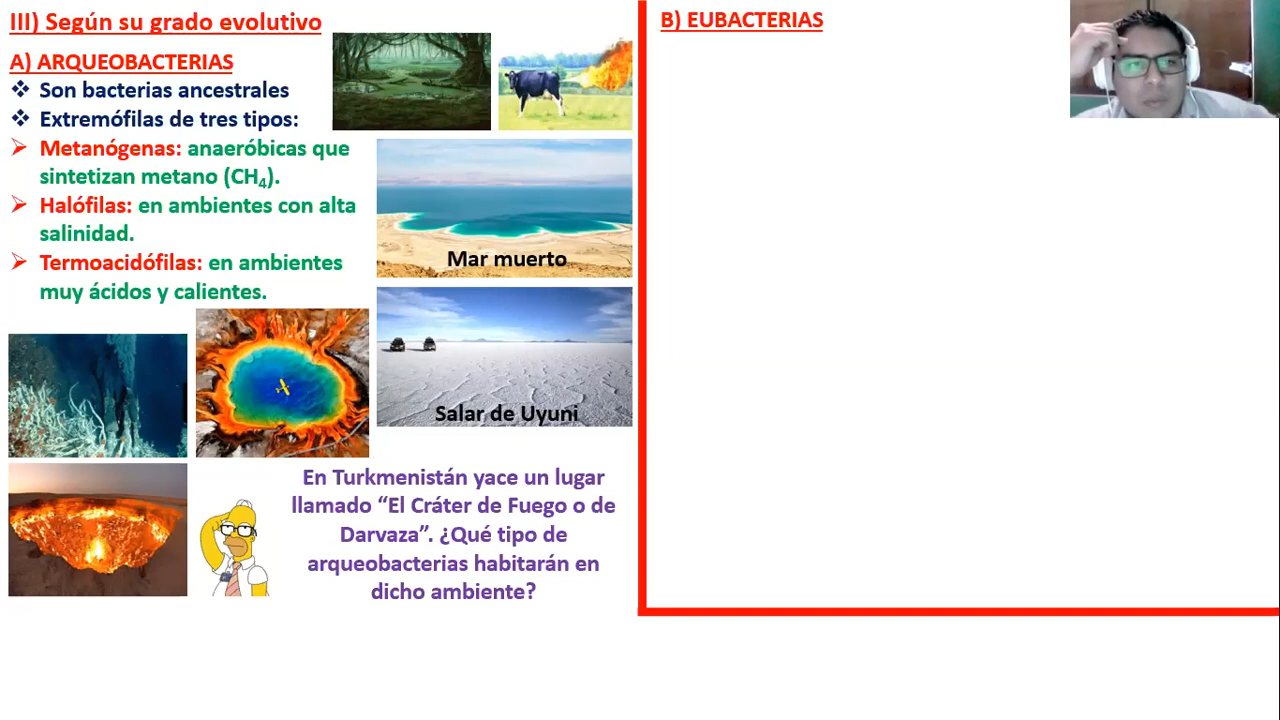 III) Según su grado evolutivo
A) ARQUEOBACTERIAS
❖ Son bacterias ancestrales
❖ Extremófilas de tres tipos:
➢ Metanógenas: anaeróbicas que
sintetizan metano (CH₄).
➢ Halófilas: en ambientes con alta
salinidad.
➢ Termoacidófilas: en ambientes
muy ácidos y calientes.
Mar muerto
Salar de Uyuni
En Turkmenistán yace un lugar
llamado “El Cráter de Fuego o de
Darvaza”. ¿Qué tipo de
arqueobacterias habitarán en
dicho ambiente?
B) EUBACTERIAS